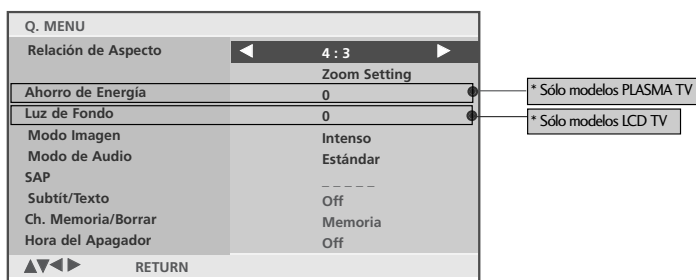 Q. MENU
Relación de Aspecto ◀ 4 : 3 ▶
Zoom Setting
Ahorro de Energía 0
* Sólo modelos PLASMA TV
Luz de Fondo 0
* Sólo modelos LCD TV
Modo Imagen Intenso
Modo de Audio Estándar
SAP _ _ _ _ _
Subtít/Texto Off
Ch. Memoria/Borrar Memoria
Hora del Apagador Off
▲▼◀▶ RETURN